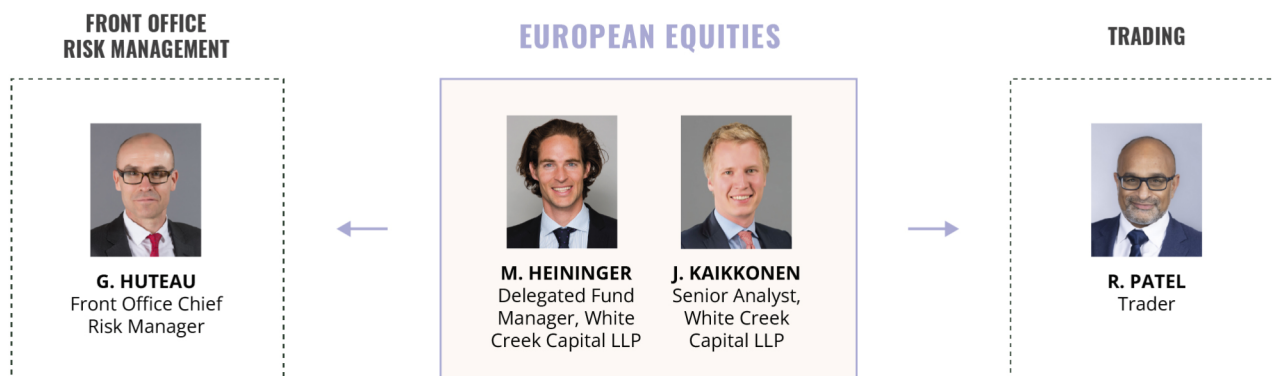 FRONT OFFICE
RISK MANAGEMENT
G. HUTEAU
Front Office Chief
Risk Manager
EUROPEAN EQUITIES
M. HEININGER
Delegated Fund
Manager, White
Creek Capital LLP
J. KAIKKONEN
Senior Analyst,
White Creek
Capital LLP
TRADING
R. PATEL
Trader